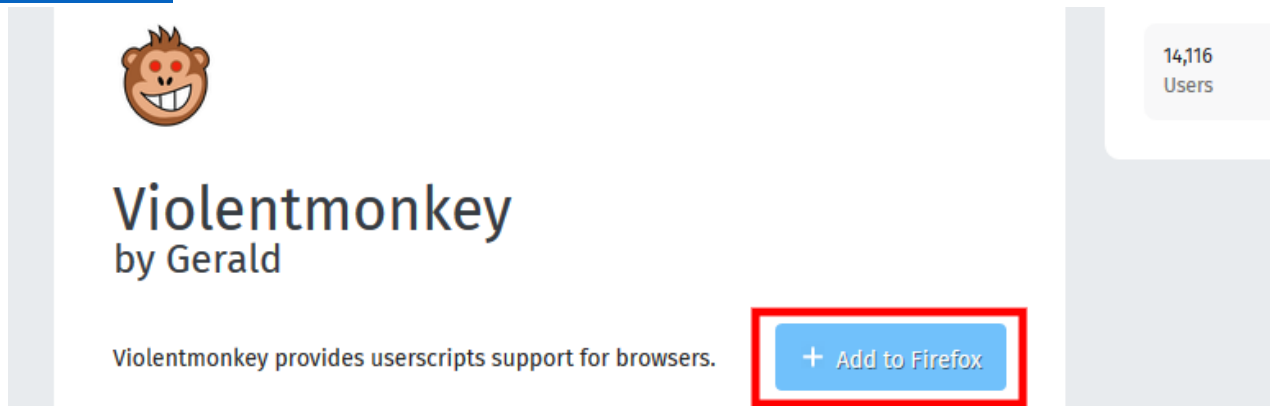 14,116
Users
Violentmonkey
by Gerald
Violentmonkey provides userscripts support for browsers.
+ Add to Firefox